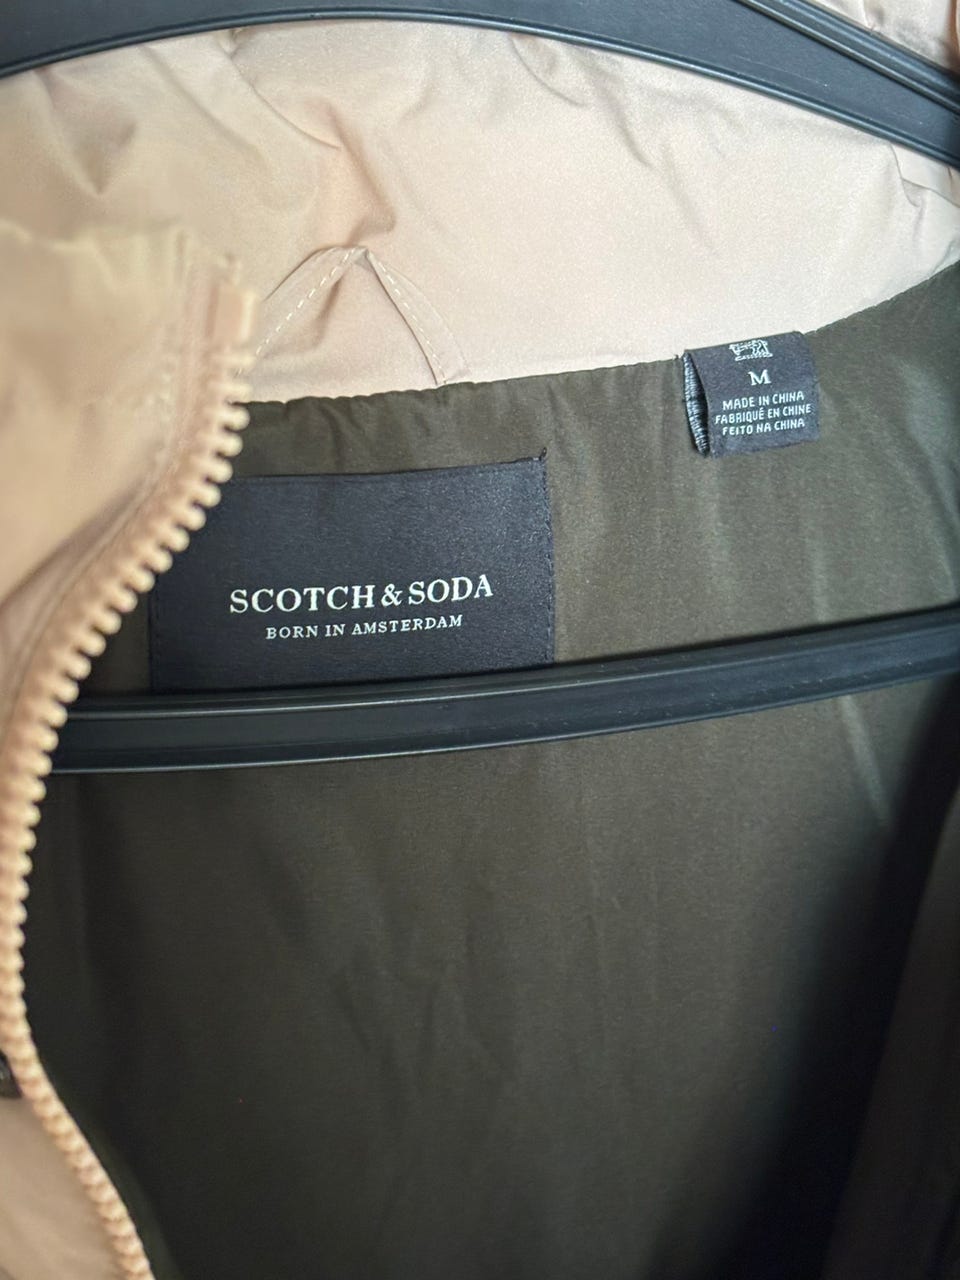 M
MADE IN CHINA
FABRIQUÉ EN CHINE
FEITO NA CHINA
SCOTCH & SODA
BORN IN AMSTERDAM